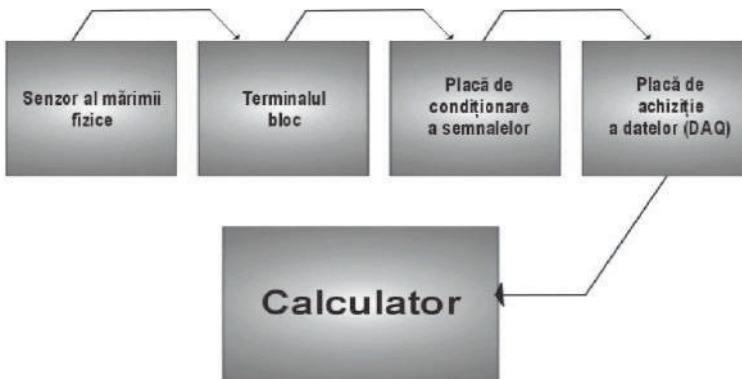 Senzor al mărimii
fizice
Terminalul
bloc
Placă de
condiționare
a semnalelor
Placă de
achiziție
a datelor (DAQ)
Calculator